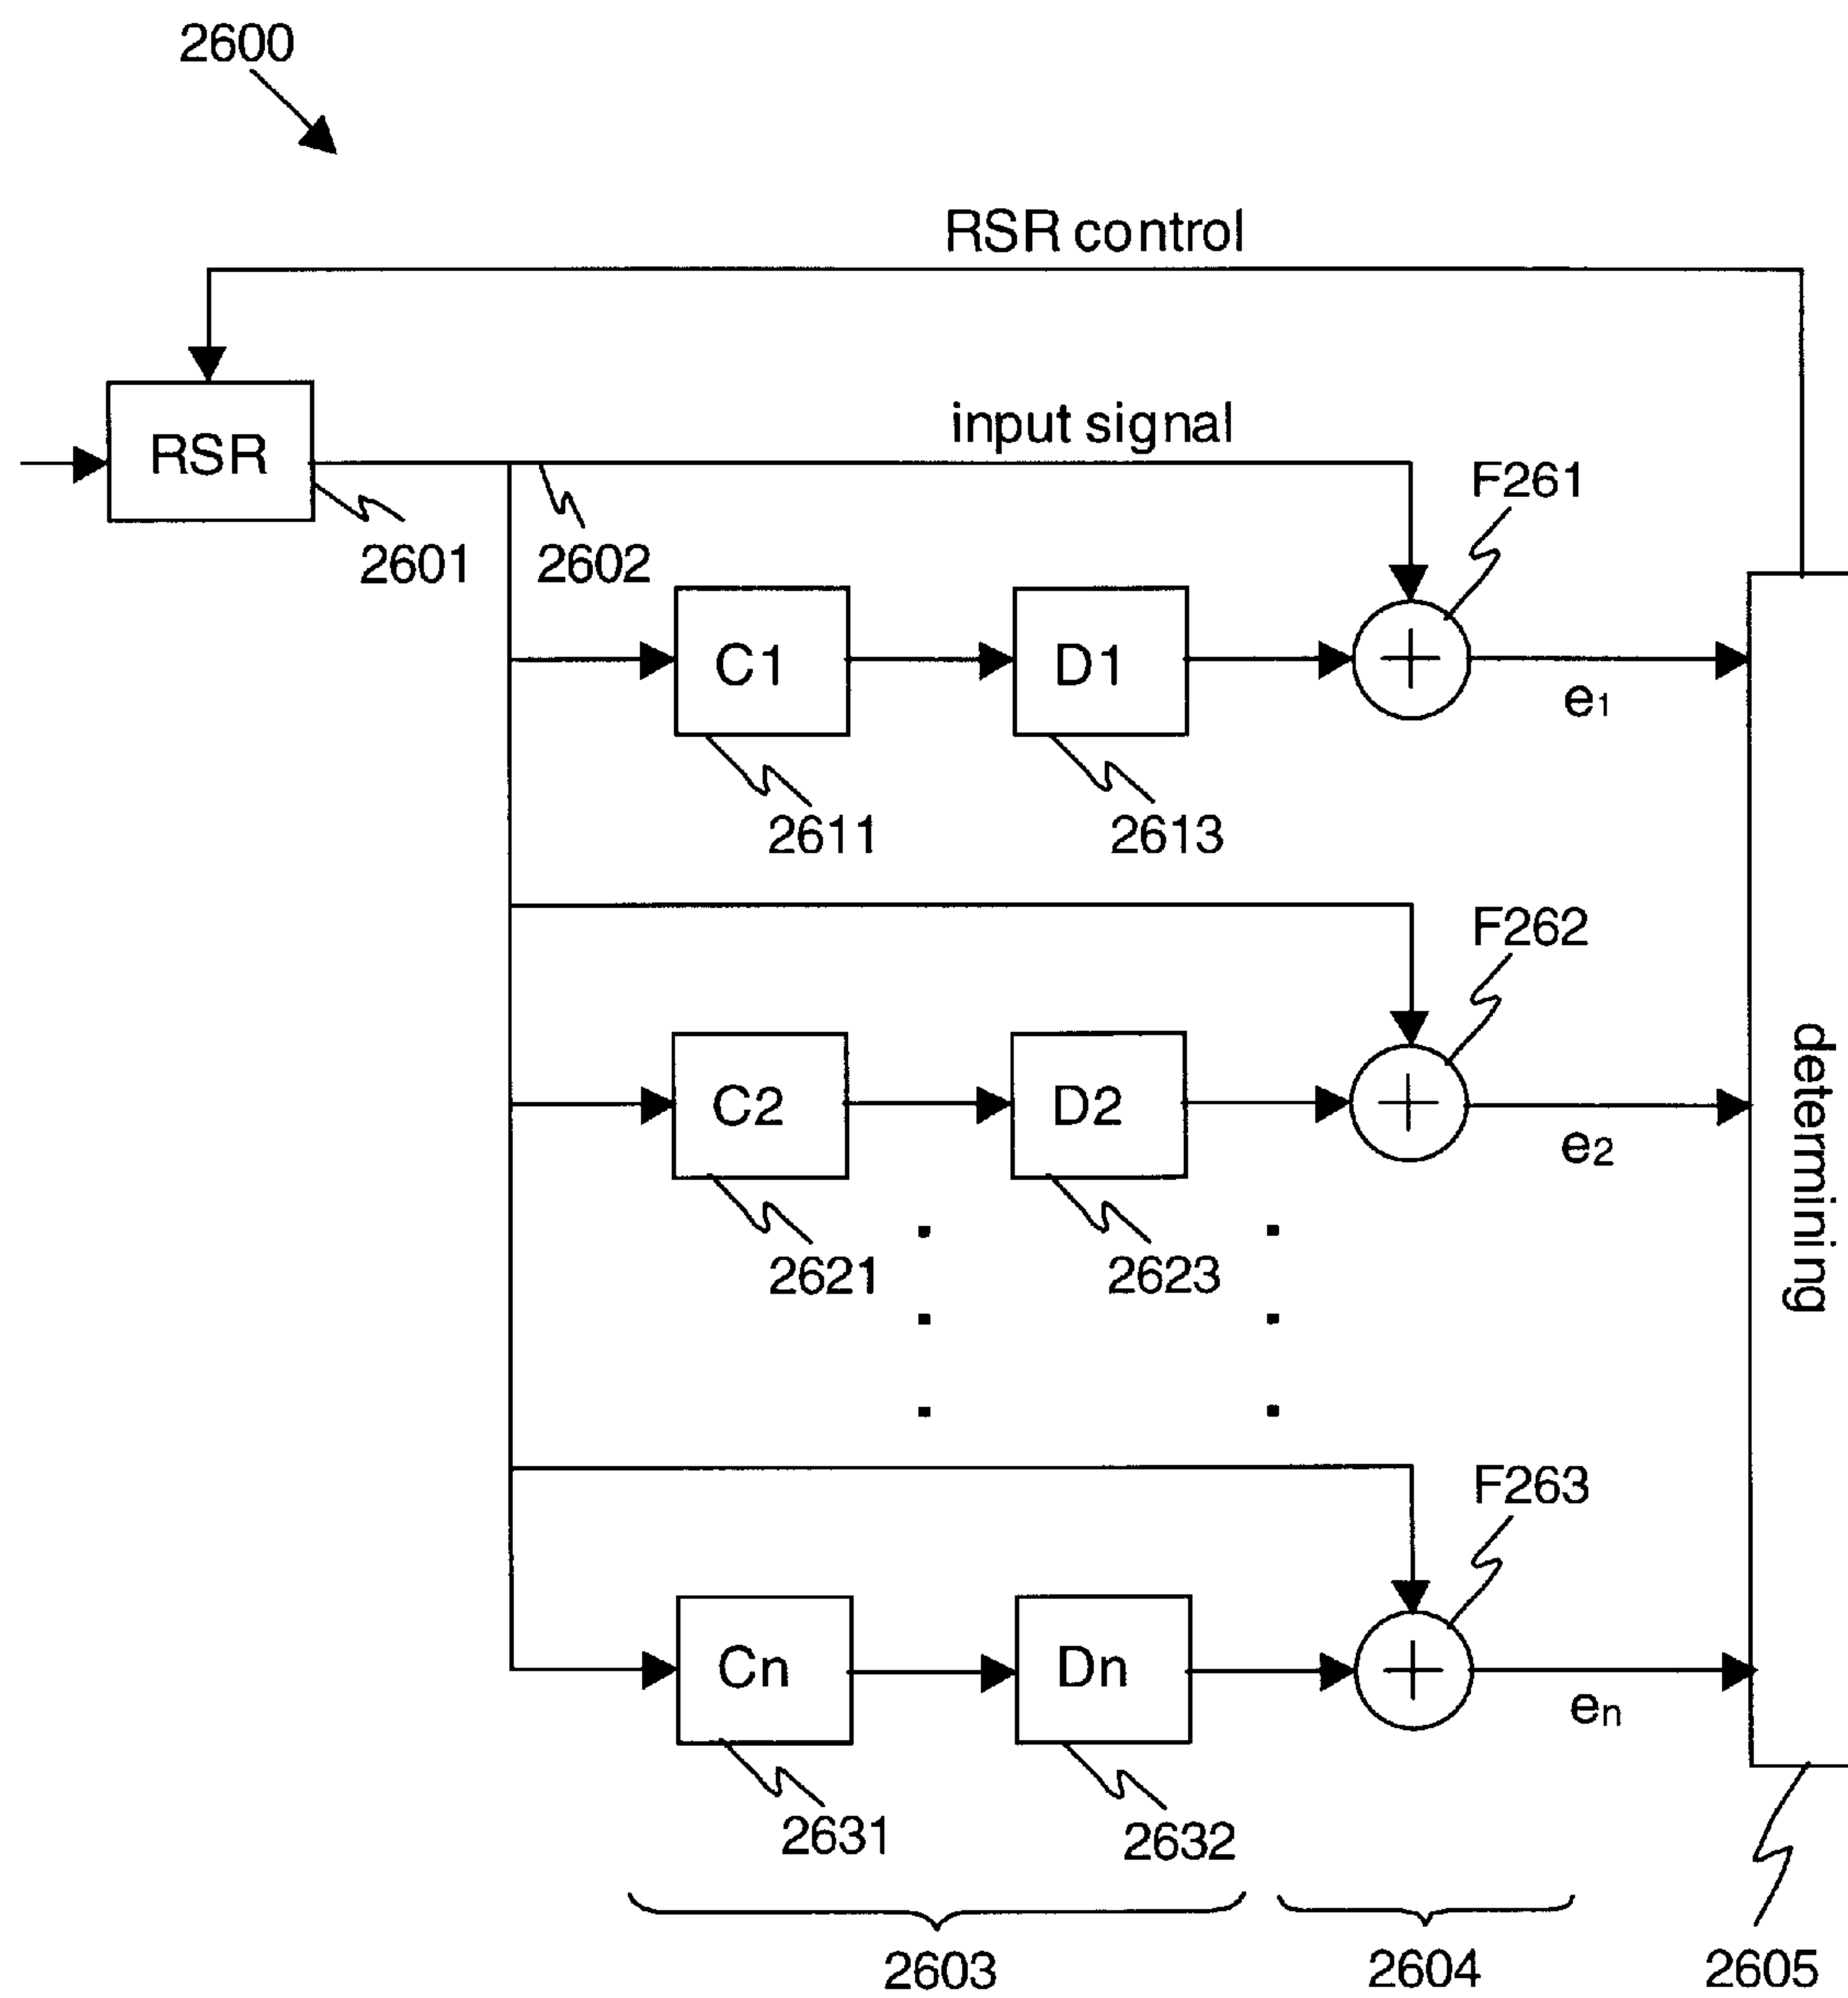 2600
RSR control
RSR
input signal
F261
2601
2602
C1
D1
e1
2611
2613
F262
C2
D2
e2
determining
2621
2623
F263
Cn
Dn
en
2631
2632
2603
2604
2605